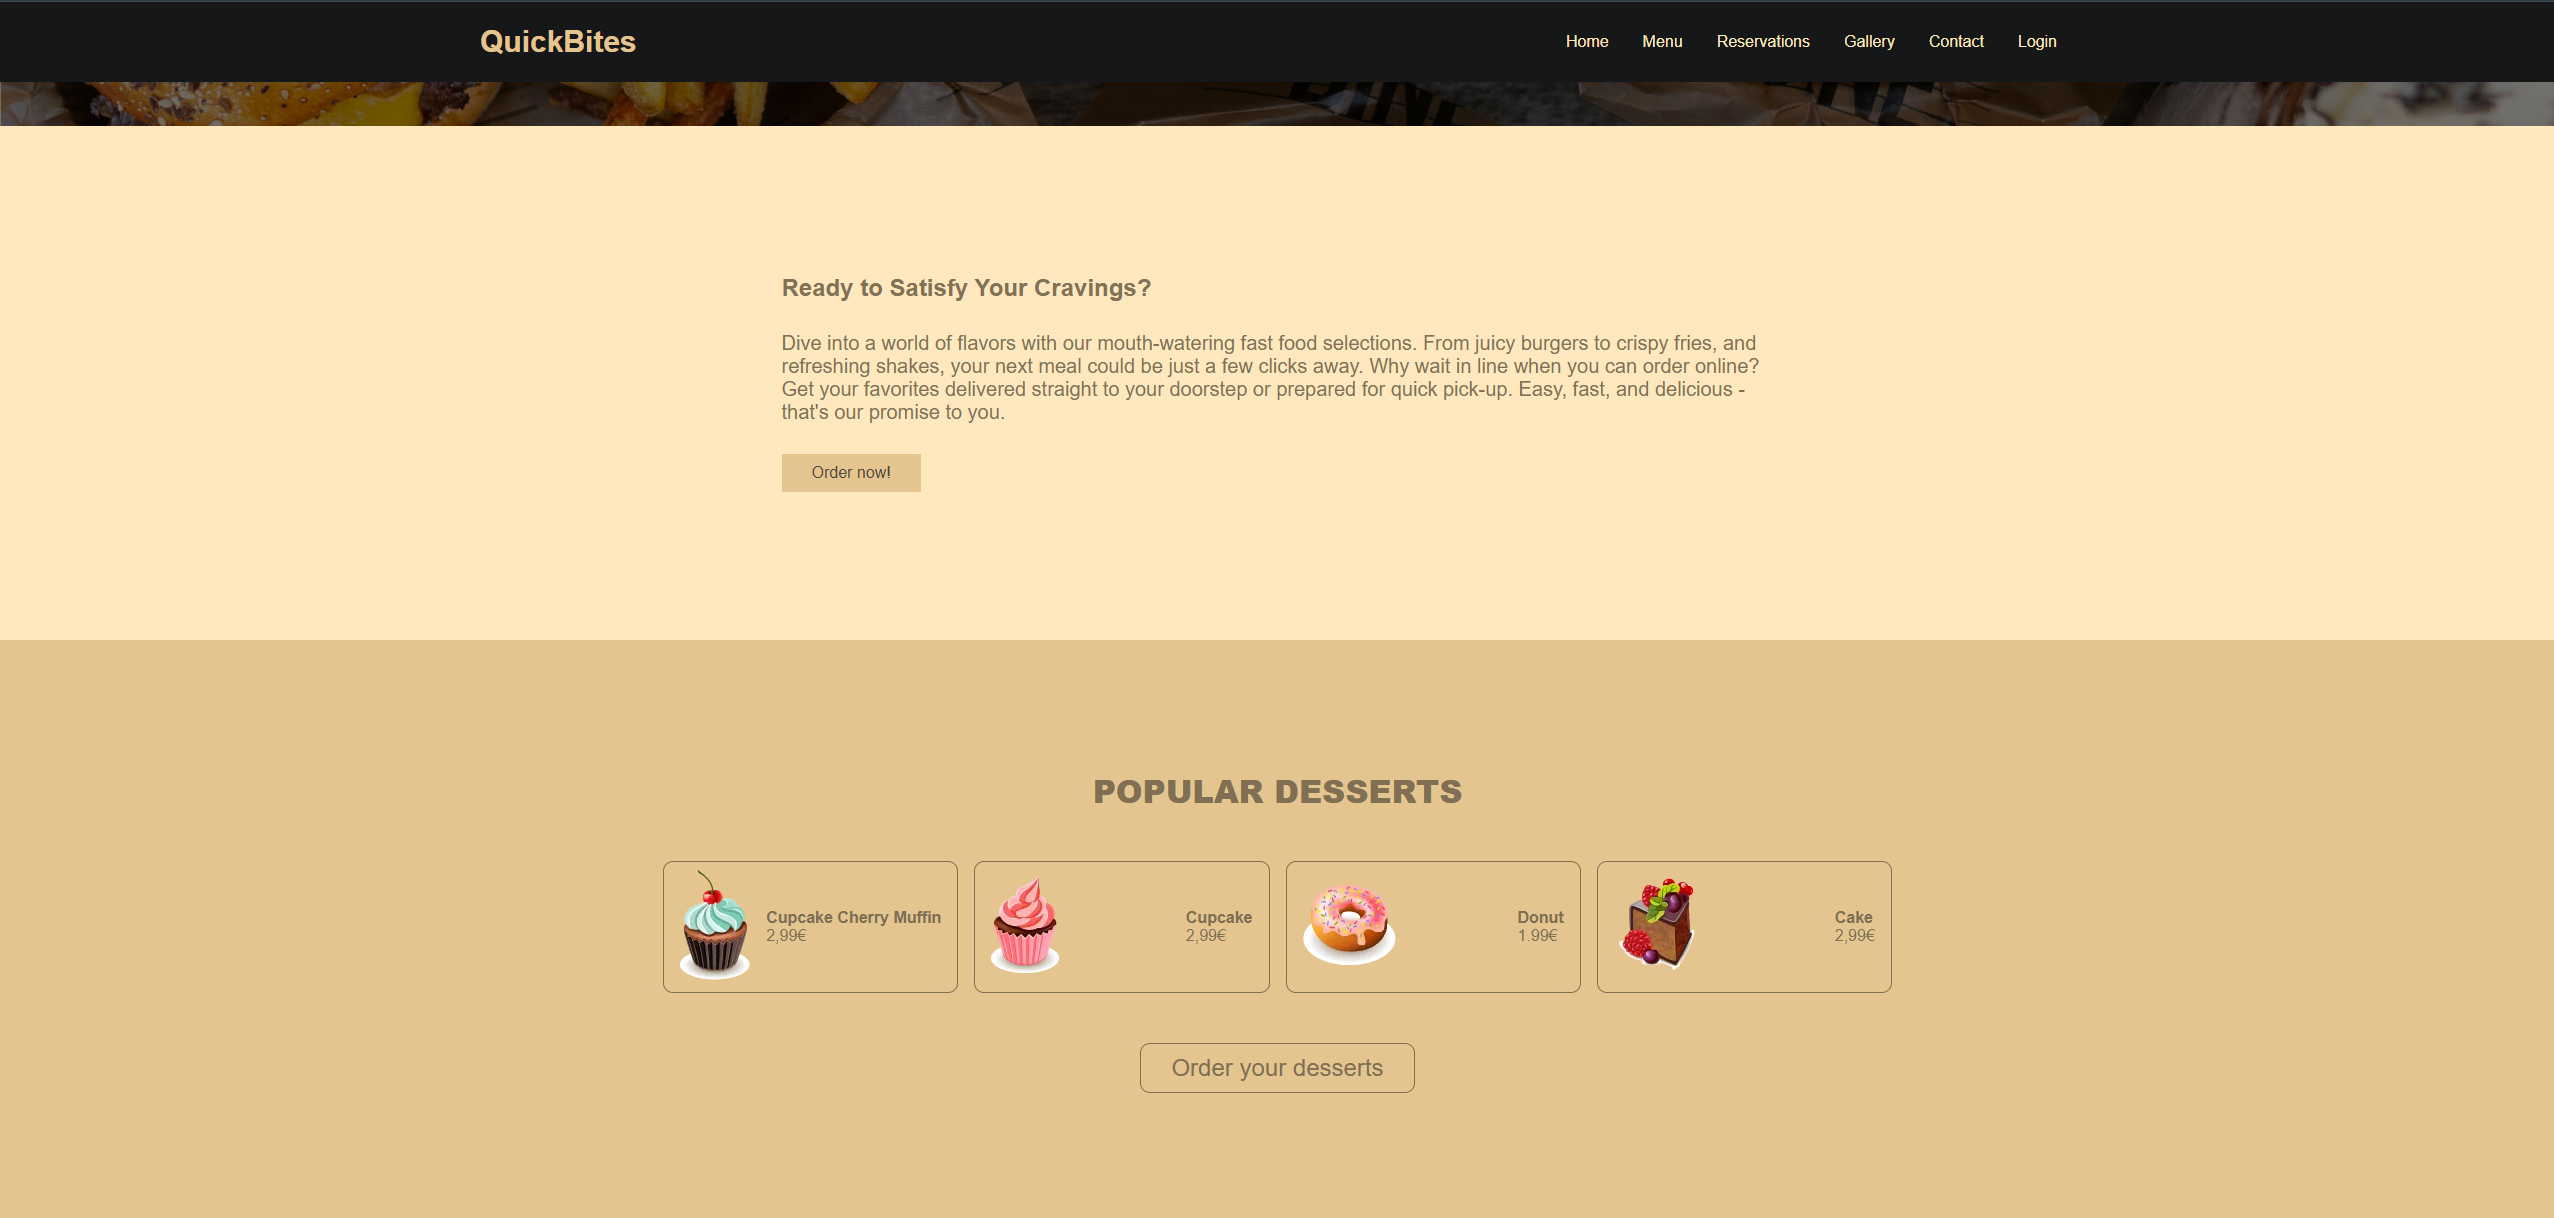 QuickBites
Home Menu Reservations Gallery Contact Login
Ready to Satisfy Your Cravings?
Dive into a world of flavors with our mouth-watering fast food selections. From juicy burgers to crispy fries, and
refreshing shakes, your next meal could be just a few clicks away. Why wait in line when you can order online?
Get your favorites delivered straight to your doorstep or prepared for quick pick-up. Easy, fast, and delicious -
that's our promise to you.
Order now!
POPULAR DESSERTS
Cupcake Cherry Muffin
2,99€
Cupcake
2,99€
Donut
1.99€
Cake
2,99€
Order your desserts